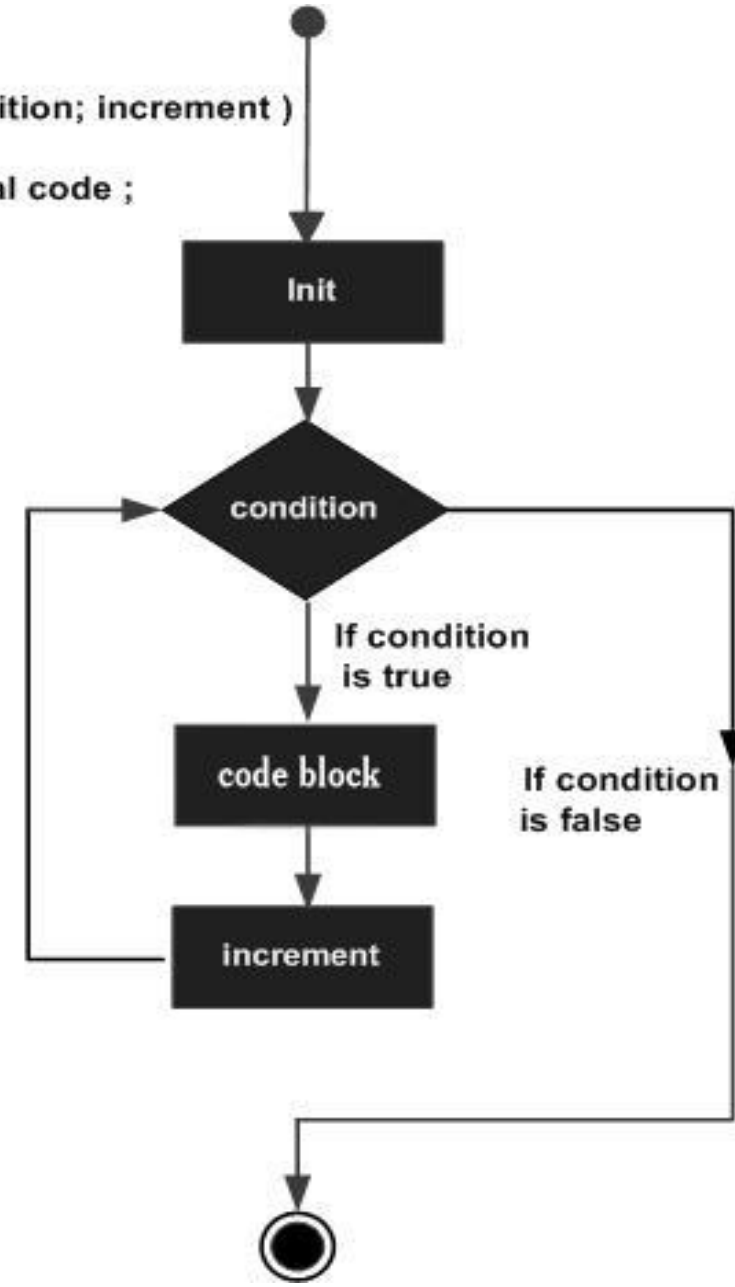 ition; increment )
al code ;
Init
condition
If condition
is true
code block
If condition
is false
increment